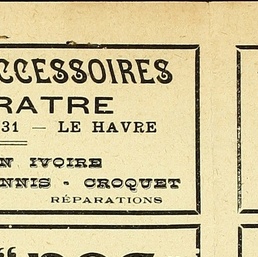 CCESSOIRES
RATRE
31 — LE HAVRE
N IVOIRE
NNIS - CROQUET
RÉPARATIONS